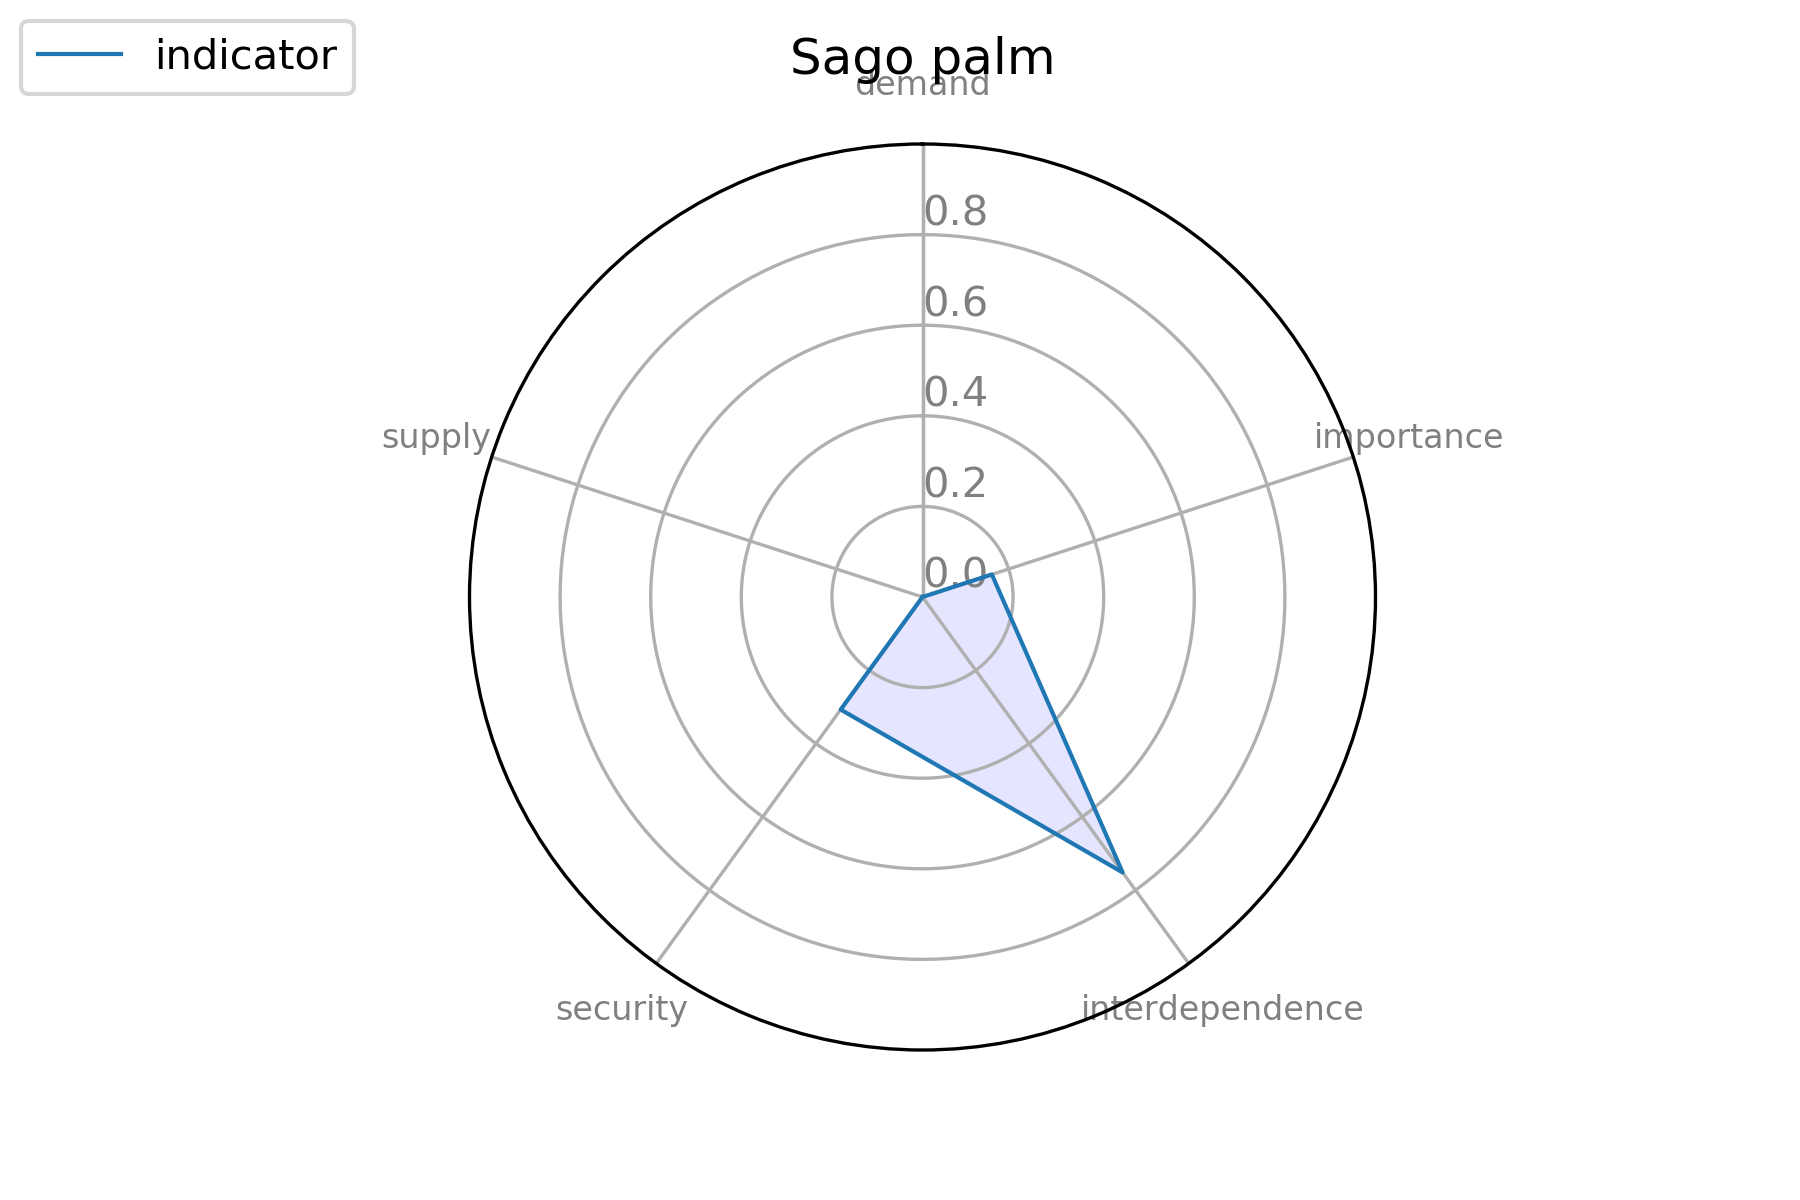 indicator
Sago palm
demand
0.8
0.6
0.4
supply
importance
0.2
0.0
security
interdependence